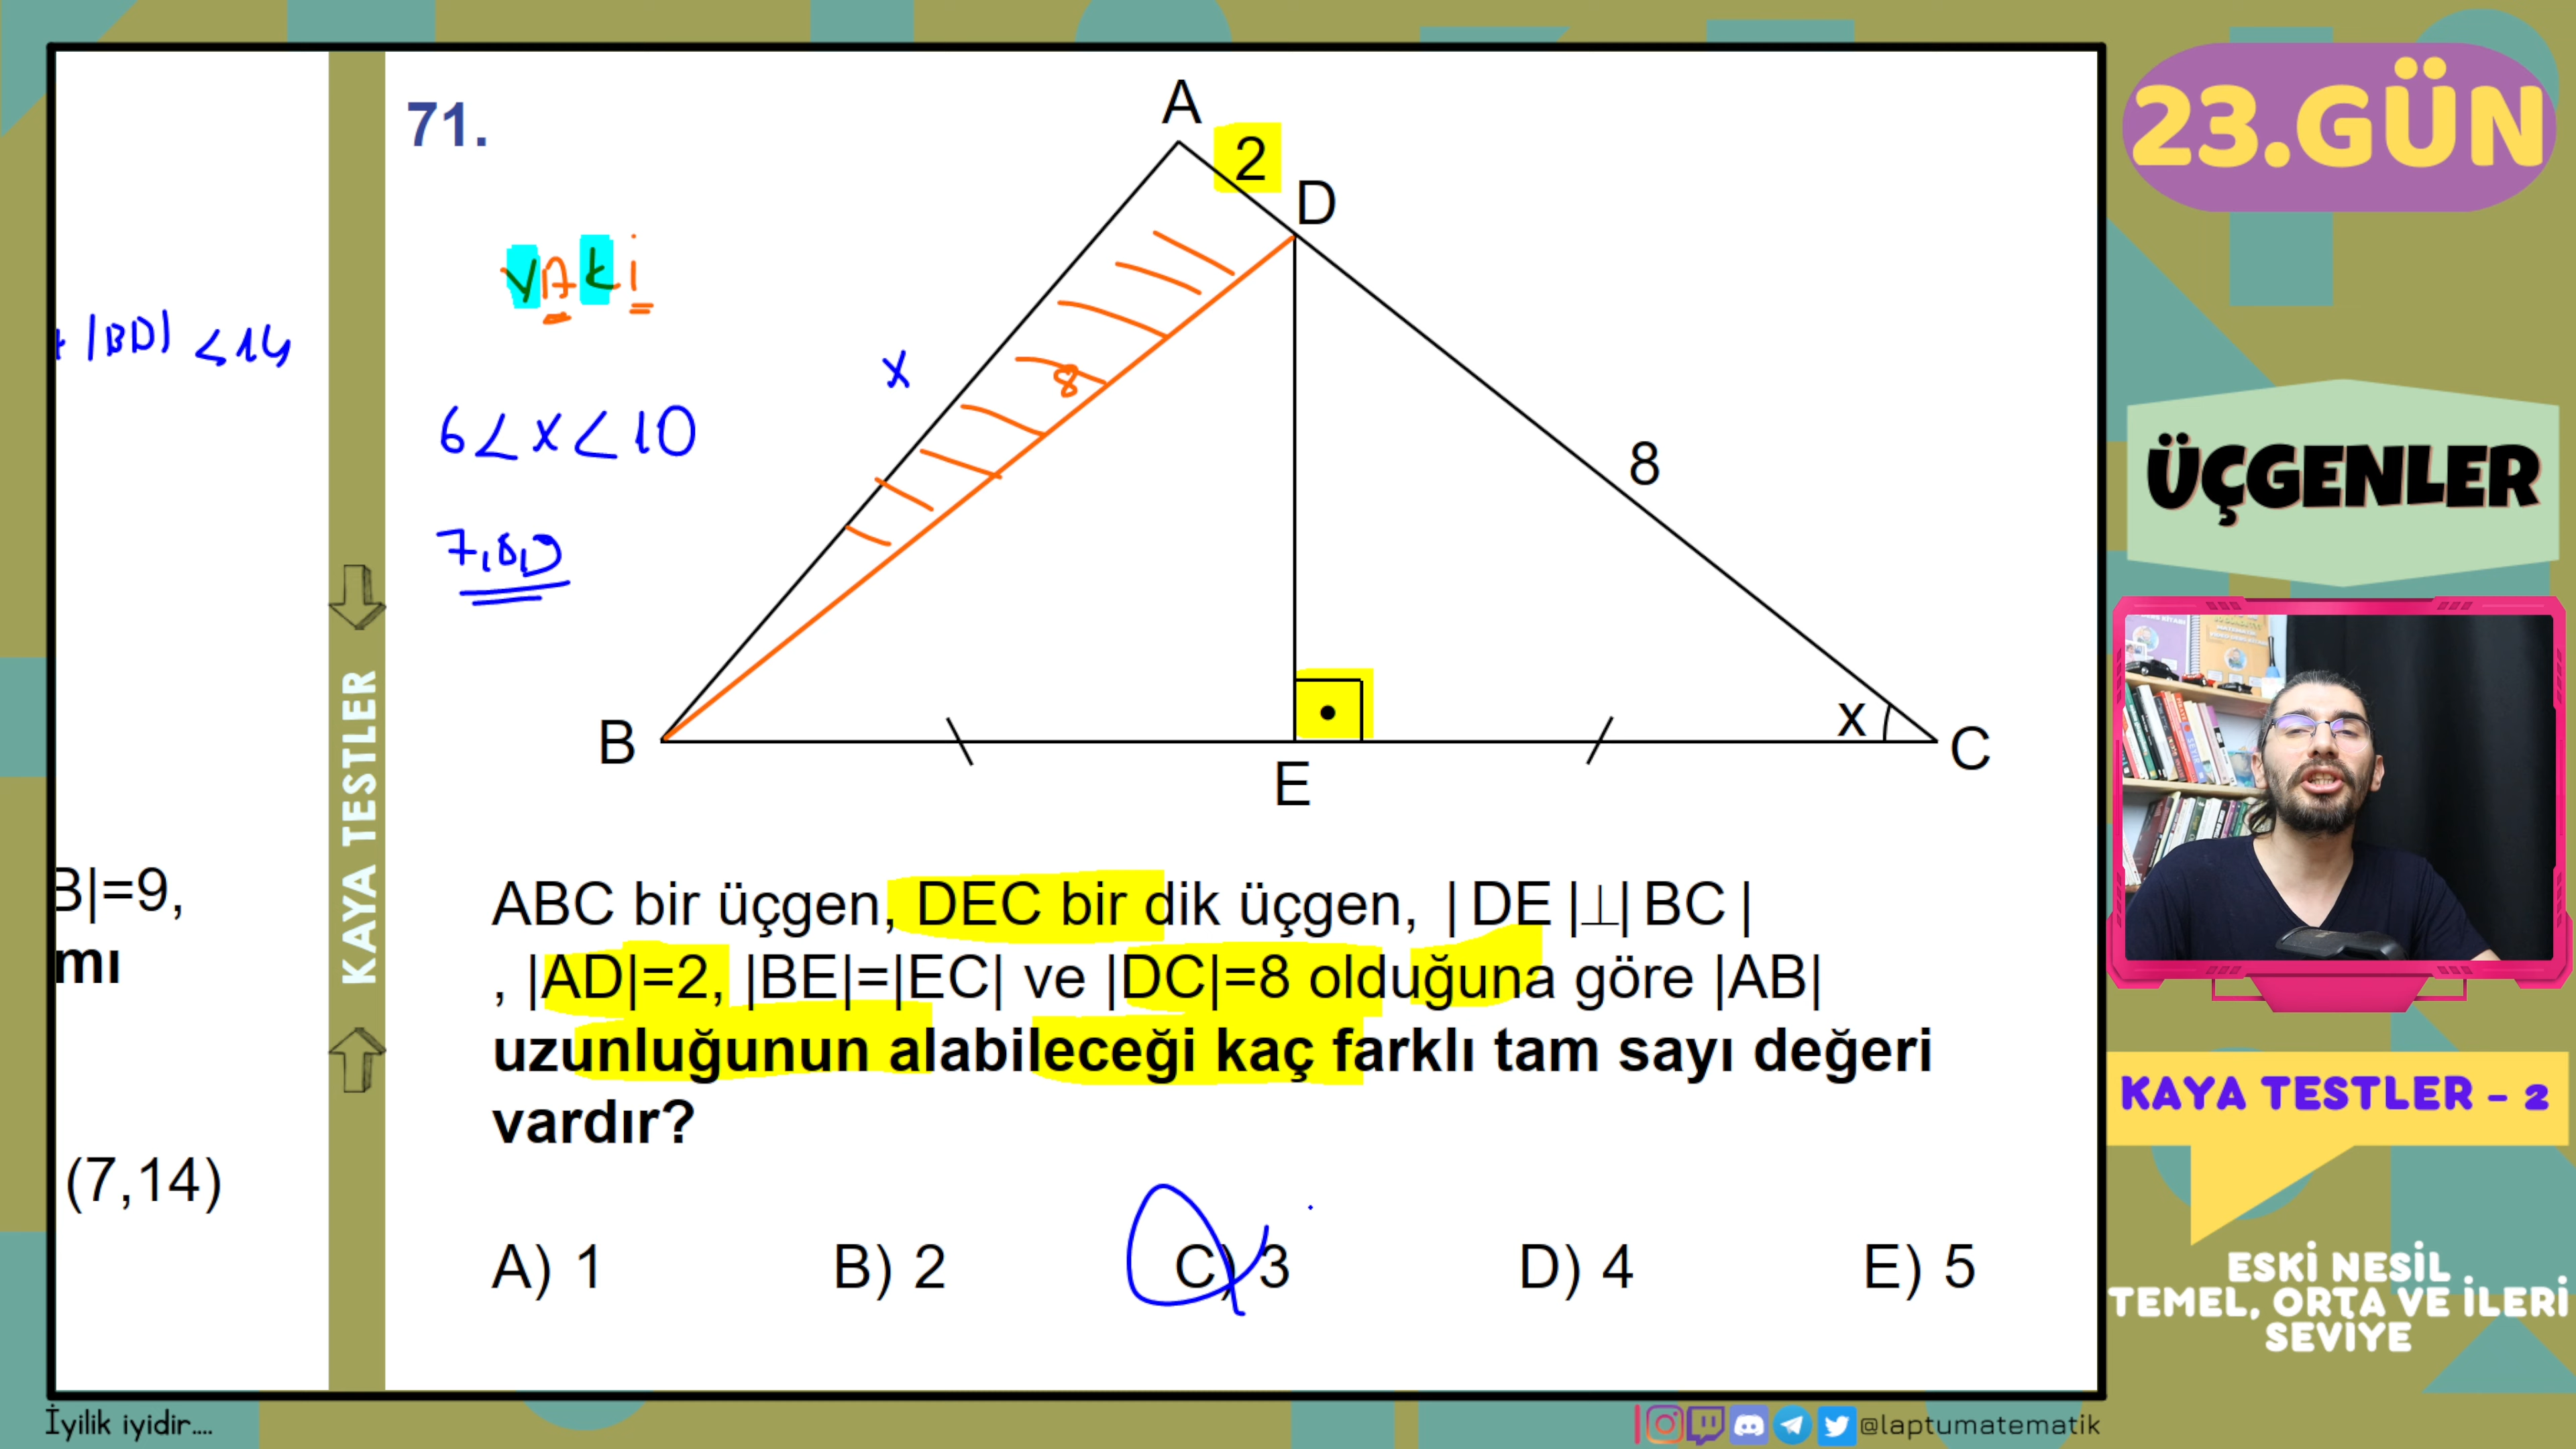 23.GÜN
71.
A
2
D
VAKİ
+ |BD| < 14
x
8
6 < x < 10
8
7,8,9
ÜÇGENLER
KAYA TESTLER
B
E
x
C
B|=9,
mı
(7,14)
ABC bir üçgen, DEC bir dik üçgen, |DE|⊥|BC|
, |AD|=2, |BE|=|EC| ve |DC|=8 olduğuna göre |AB|
uzunluğunun alabileceği kaç farklı tam sayı değeri
vardır?
A) 1 B) 2 C) 3 D) 4 E) 5
KAYA TESTLER - 2
ESKİ NESİL
TEMEL, ORTA VE İLERİ
SEVİYE
İyilik iyidir....
@laptumatematik